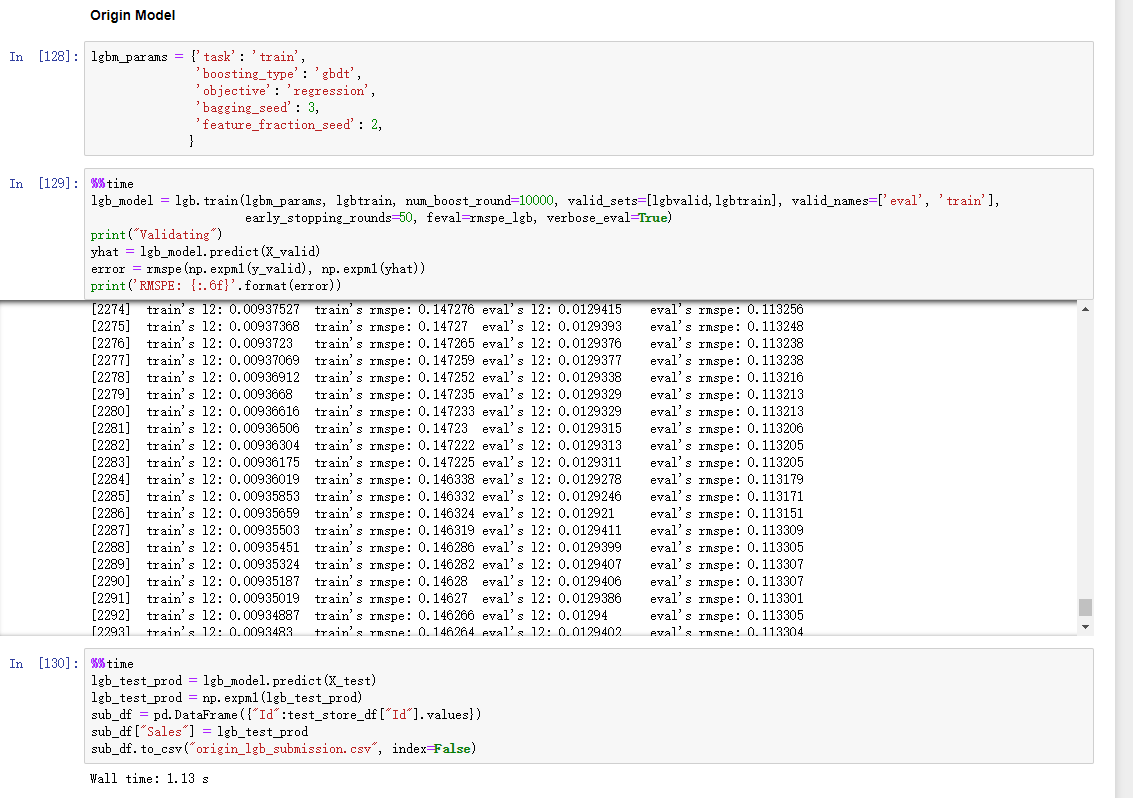 Origin Model
In [128]: lgbm_params = {'task': 'train',
'boosting_type': 'gbdt',
'objective': 'regression',
'bagging_seed': 3,
'feature_fraction_seed': 2,
}
In [129]: %%time
lgb_model = lgb.train(lgbm_params, lgbtrain, num_boost_round=10000, valid_sets=[lgbvalid,lgbtrain], valid_names=['eval', 'train'],
early_stopping_rounds=50, feval=rmspe_lgb, verbose_eval=True)
print("Validating")
yhat = lgb_model.predict(X_valid)
error = rmspe(np.expm1(y_valid), np.expm1(yhat))
print('RMSPE: {:.6f}'.format(error))
[2274] train's l2: 0.00937527 train's rmspe: 0.147276 eval's l2: 0.0129415 eval's rmspe: 0.113256
[2275] train's l2: 0.00937368 train's rmspe: 0.14727 eval's l2: 0.0129393 eval's rmspe: 0.113248
[2276] train's l2: 0.0093723 train's rmspe: 0.147265 eval's l2: 0.0129376 eval's rmspe: 0.113238
[2277] train's l2: 0.00937069 train's rmspe: 0.147259 eval's l2: 0.0129377 eval's rmspe: 0.113238
[2278] train's l2: 0.00936912 train's rmspe: 0.147252 eval's l2: 0.0129338 eval's rmspe: 0.113216
[2279] train's l2: 0.0093668 train's rmspe: 0.147235 eval's l2: 0.0129329 eval's rmspe: 0.113213
[2280] train's l2: 0.00936616 train's rmspe: 0.147233 eval's l2: 0.0129329 eval's rmspe: 0.113213
[2281] train's l2: 0.00936506 train's rmspe: 0.14723 eval's l2: 0.0129315 eval's rmspe: 0.113206
[2282] train's l2: 0.00936304 train's rmspe: 0.147222 eval's l2: 0.0129313 eval's rmspe: 0.113205
[2283] train's l2: 0.00936175 train's rmspe: 0.147225 eval's l2: 0.0129311 eval's rmspe: 0.113205
[2284] train's l2: 0.00936019 train's rmspe: 0.146338 eval's l2: 0.0129278 eval's rmspe: 0.113179
[2285] train's l2: 0.00935853 train's rmspe: 0.146332 eval's l2: 0.0129246 eval's rmspe: 0.113171
[2286] train's l2: 0.00935659 train's rmspe: 0.146324 eval's l2: 0.012921 eval's rmspe: 0.113151
[2287] train's l2: 0.00935503 train's rmspe: 0.146319 eval's l2: 0.0129411 eval's rmspe: 0.113309
[2288] train's l2: 0.00935451 train's rmspe: 0.146286 eval's l2: 0.0129399 eval's rmspe: 0.113305
[2289] train's l2: 0.00935324 train's rmspe: 0.146282 eval's l2: 0.0129407 eval's rmspe: 0.113307
[2290] train's l2: 0.00935187 train's rmspe: 0.14628 eval's l2: 0.0129406 eval's rmspe: 0.113307
[2291] train's l2: 0.00935019 train's rmspe: 0.14627 eval's l2: 0.0129386 eval's rmspe: 0.113301
[2292] train's l2: 0.00934887 train's rmspe: 0.146266 eval's l2: 0.01294 eval's rmspe: 0.113305
[2293] train's l2: 0.0093483 train's rmspe: 0.146264 eval's l2: 0.0129402 eval's rmspe: 0.113304
In [130]: %%time
lgb_test_prod = lgb_model.predict(X_test)
lgb_test_prod = np.expm1(lgb_test_prod)
sub_df = pd.DataFrame({"Id":test_store_df["Id"].values})
sub_df["Sales"] = lgb_test_prod
sub_df.to_csv("origin_lgb_submission.csv", index=False)
Wall time: 1.13 s